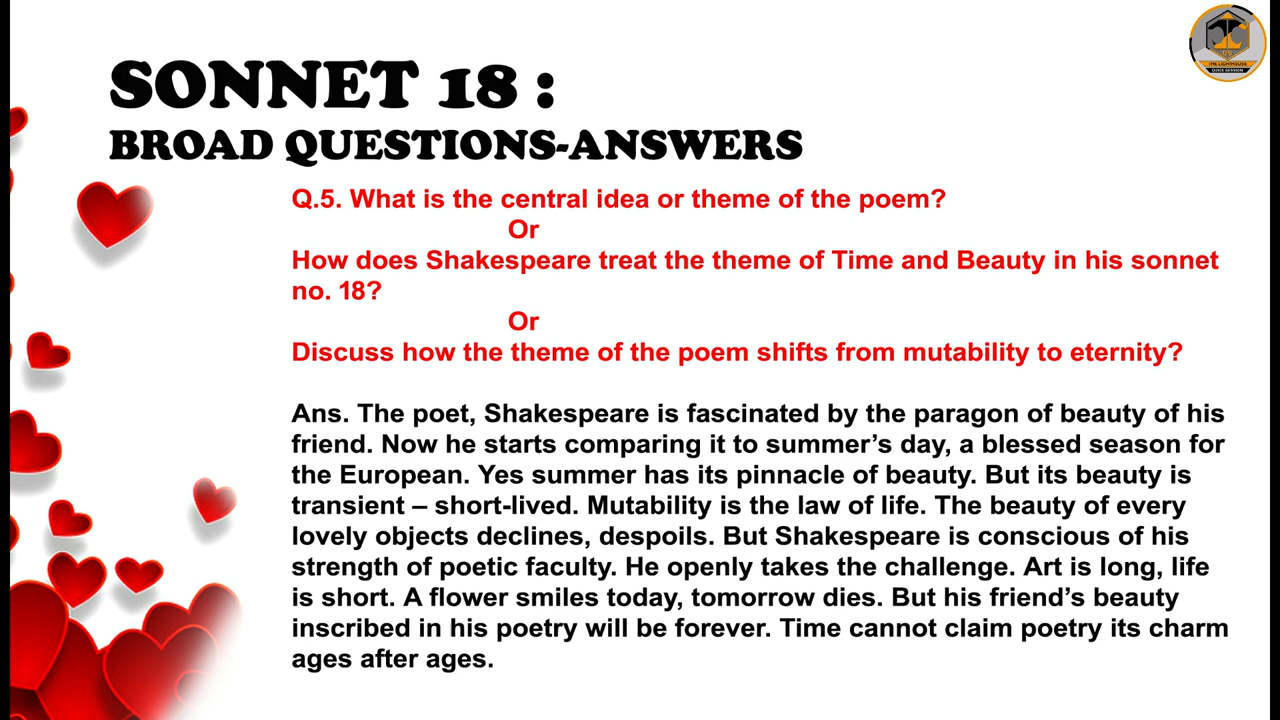 SONNET 18 :
BROAD QUESTIONS-ANSWERS
Q.5. What is the central idea or theme of the poem?
Or
How does Shakespeare treat the theme of Time and Beauty in his sonnet
no. 18?
Or
Discuss how the theme of the poem shifts from mutability to eternity?
Ans. The poet, Shakespeare is fascinated by the paragon of beauty of his
friend. Now he starts comparing it to summer’s day, a blessed season for
the European. Yes summer has its pinnacle of beauty. But its beauty is
transient – short-lived. Mutability is the law of life. The beauty of every
lovely objects declines, despoils. But Shakespeare is conscious of his
strength of poetic faculty. He openly takes the challenge. Art is long, life
is short. A flower smiles today, tomorrow dies. But his friend’s beauty
inscribed in his poetry will be forever. Time cannot claim poetry its charm
ages after ages.
THE LIGHTHOUSE
QUICK SESSION